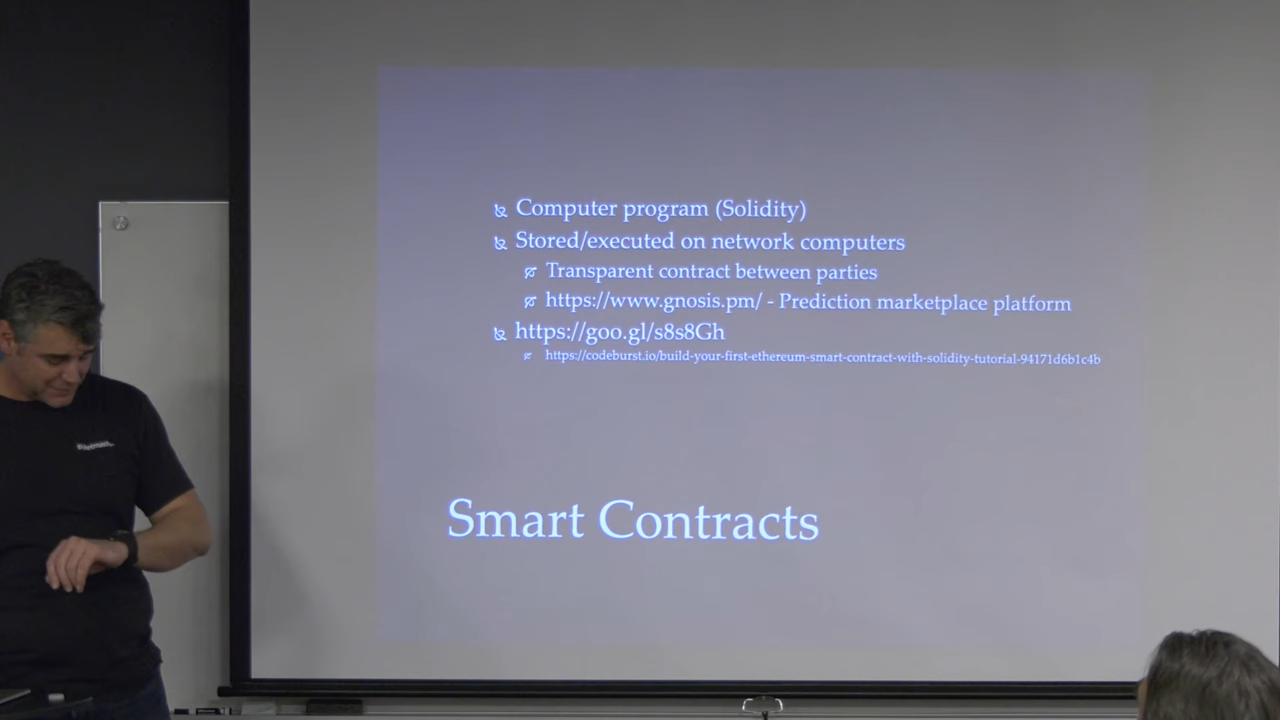 Computer program (Solidity)
Stored/executed on network computers
Transparent contract between parties
https://www.gnosis.pm/ - Prediction marketplace platform
https://goo.gl/s8s8Gh
https://codeburst.io/build-your-first-ethereum-smart-contract-with-solidity-tutorial-94171d6b1c4b
Smart Contracts